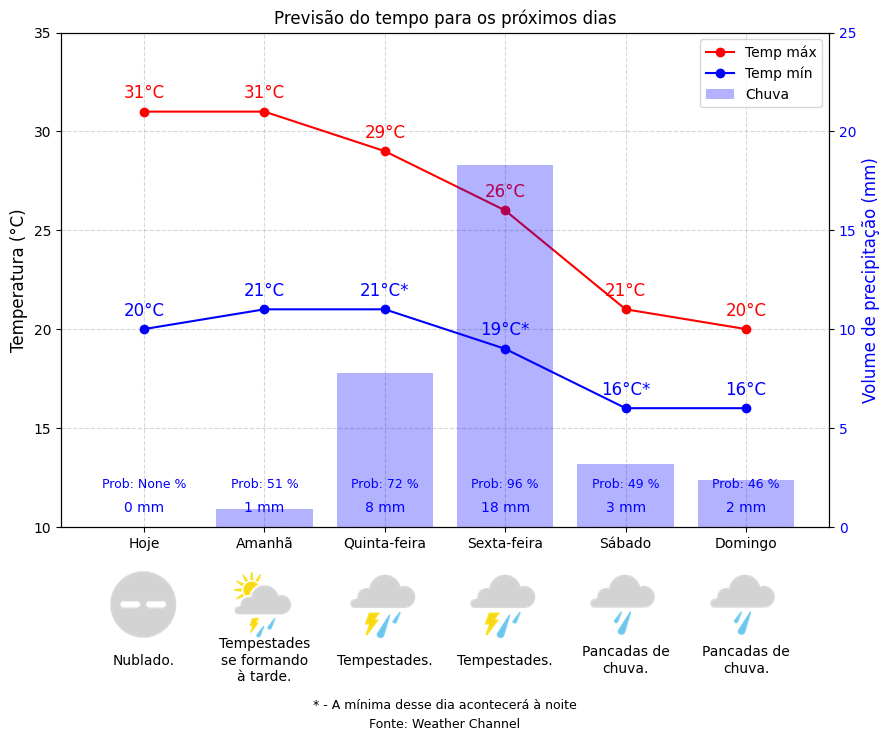 Previsão do tempo para os próximos dias
Temperatura (°C)
35
30
25
20
15
10
Volume de precipitação (mm)
25
20
15
10
5
0
Temp máx
Temp mín
Chuva
31°C 31°C 29°C 26°C 21°C 20°C
20°C 21°C 21°C* 19°C* 16°C* 16°C
Prob: None % Prob: 51 % Prob: 72 % Prob: 96 % Prob: 49 % Prob: 46 %
0 mm 1 mm 8 mm 18 mm 3 mm 2 mm
Hoje Amanhã Quinta-feira Sexta-feira Sábado Domingo
Nublado.
Tempestades
se formando
à tarde.
Tempestades.
Tempestades.
Pancadas de
chuva.
Pancadas de
chuva.
* - A mínima desse dia acontecerá à noite
Fonte: Weather Channel